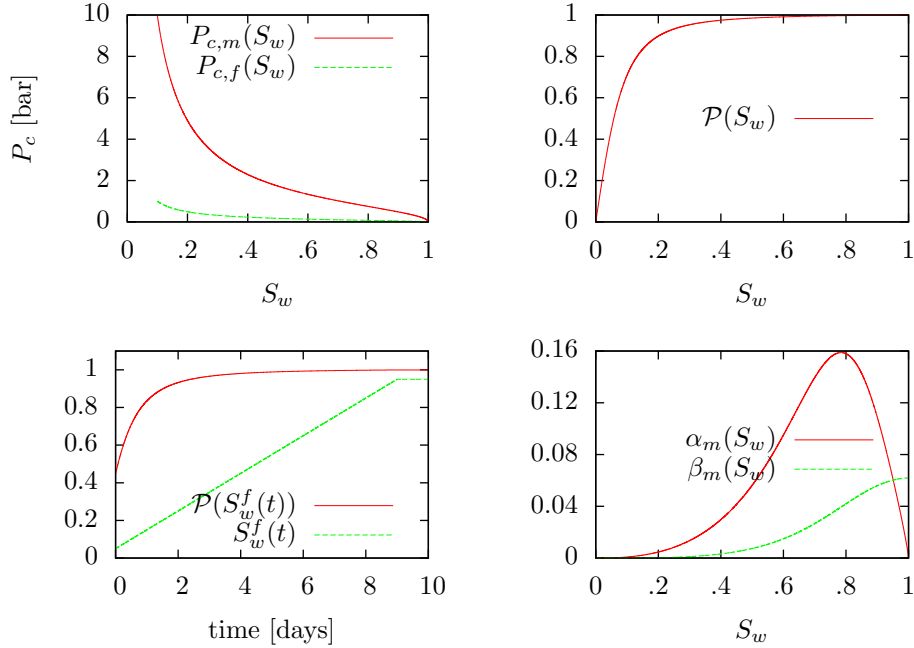 10
8
6
4
2
0
P_c [bar]
P_{c,m}(S_w)
P_{c,f}(S_w)
0 .2 .4 .6 .8 1
S_w
1
0.8
0.6
0.4
0.2
0
𝒫(S_w)
0 .2 .4 .6 .8 1
S_w
1
0.8
0.6
0.4
0.2
0
𝒫(S_w^f(t))
S_w^f(t)
0 2 4 6 8 10
time [days]
0.16
0.12
0.08
0.04
0
α_m(S_w)
β_m(S_w)
0 .2 .4 .6 .8 1
S_w